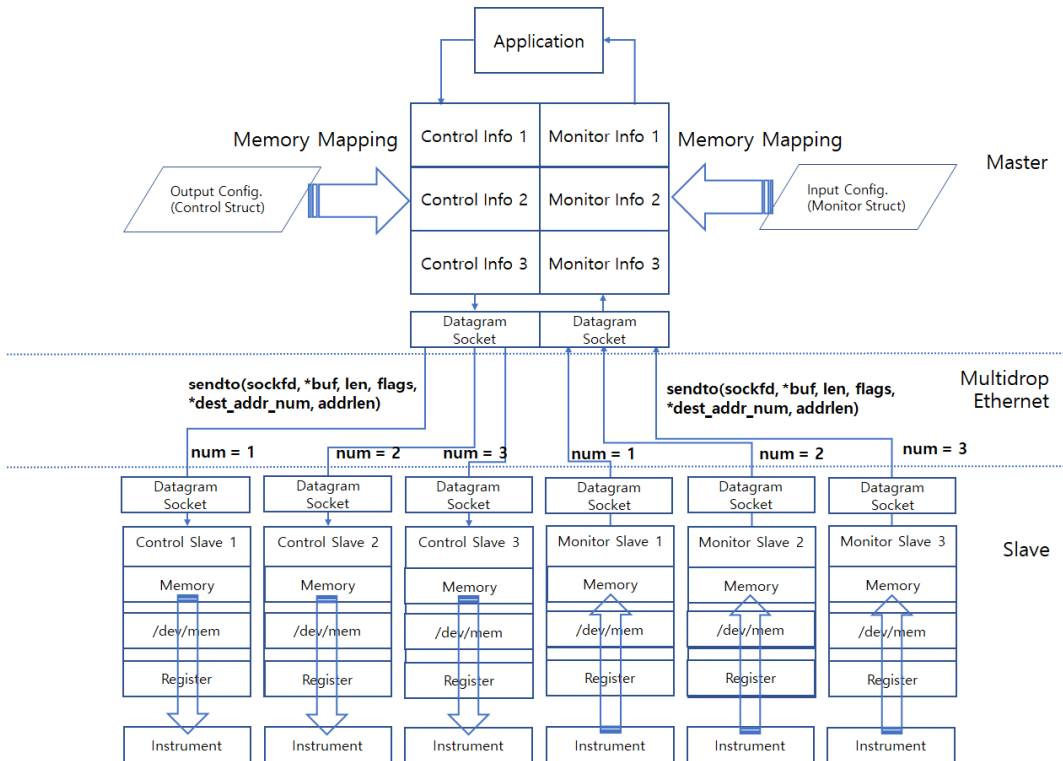 Application
Control Info 1
Monitor Info 1
Memory Mapping
Memory Mapping
Master
Output Config.
(Control Struct)
Control Info 2
Monitor Info 2
Input Config.
(Monitor Struct)
Control Info 3
Monitor Info 3
Datagram
Socket
Datagram
Socket
sendto(sockfd, *buf, len, flags,
*dest_addr_num, addrlen)
sendto(sockfd, *buf, len, flags,
*dest_addr_num, addrlen)
Multidrop
Ethernet
num = 1
num = 2
num = 3
num = 1
num = 2
num = 3
Datagram
Socket
Datagram
Socket
Datagram
Socket
Datagram
Socket
Datagram
Socket
Datagram
Socket
Control Slave 1
Control Slave 2
Control Slave 3
Monitor Slave 1
Monitor Slave 2
Monitor Slave 3
Slave
Memory
Memory
Memory
Memory
Memory
Memory
/dev/mem
/dev/mem
/dev/mem
/dev/mem
/dev/mem
/dev/mem
Register
Register
Register
Register
Register
Register
Instrument
Instrument
Instrument
Instrument
Instrument
Instrument